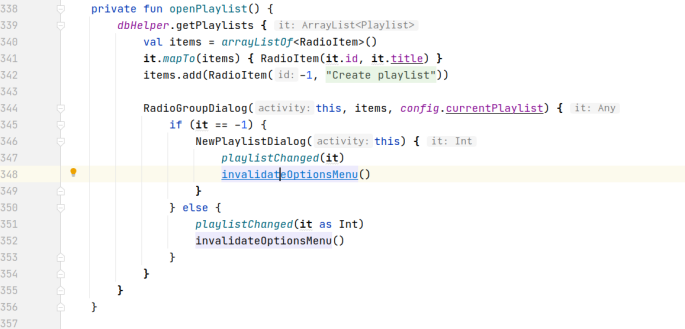 338 private fun openPlaylist() {
339 dbHelper.getPlaylists { it: ArrayList<Playlist>
340 val items = arrayListOf<RadioItem>()
341 it.mapTo(items) { RadioItem(it.id, it.title) }
342 items.add(RadioItem( id: -1, "Create playlist"))
343
344 RadioGroupDialog( activity: this, items, config.currentPlaylist) { it: Any
345 if (it == -1) {
346 NewPlaylistDialog( activity: this) { it: Int
347 playlistChanged(it)
348 invalidateOptionsMenu()
349 }
350 } else {
351 playlistChanged(it as Int)
352 invalidateOptionsMenu()
353 }
354 }
355 }
356 }
357